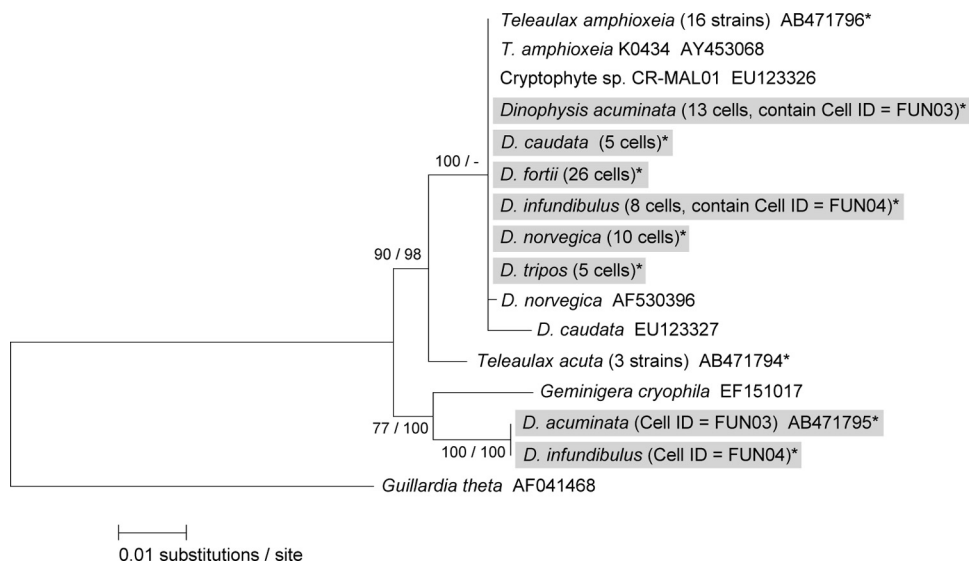 Teleaulax amphioxeia (16 strains) AB471796*
T. amphioxeia K0434 AY453068
Cryptophyte sp. CR-MAL01 EU123326
Dinophysis acuminata (13 cells, contain Cell ID = FUN03)*
D. caudata (5 cells)*
100 / -
D. fortii (26 cells)*
D. infundibulus (8 cells, contain Cell ID = FUN04)*
D. norvegica (10 cells)*
90 / 98
D. tripos (5 cells)*
D. norvegica AF530396
D. caudata EU123327
Teleaulax acuta (3 strains) AB471794*
Geminigera cryophila EF151017
D. acuminata (Cell ID = FUN03) AB471795*
77 / 100
100 / 100
D. infundibulus (Cell ID = FUN04)*
Guillardia theta AF041468
0.01 substitutions / site